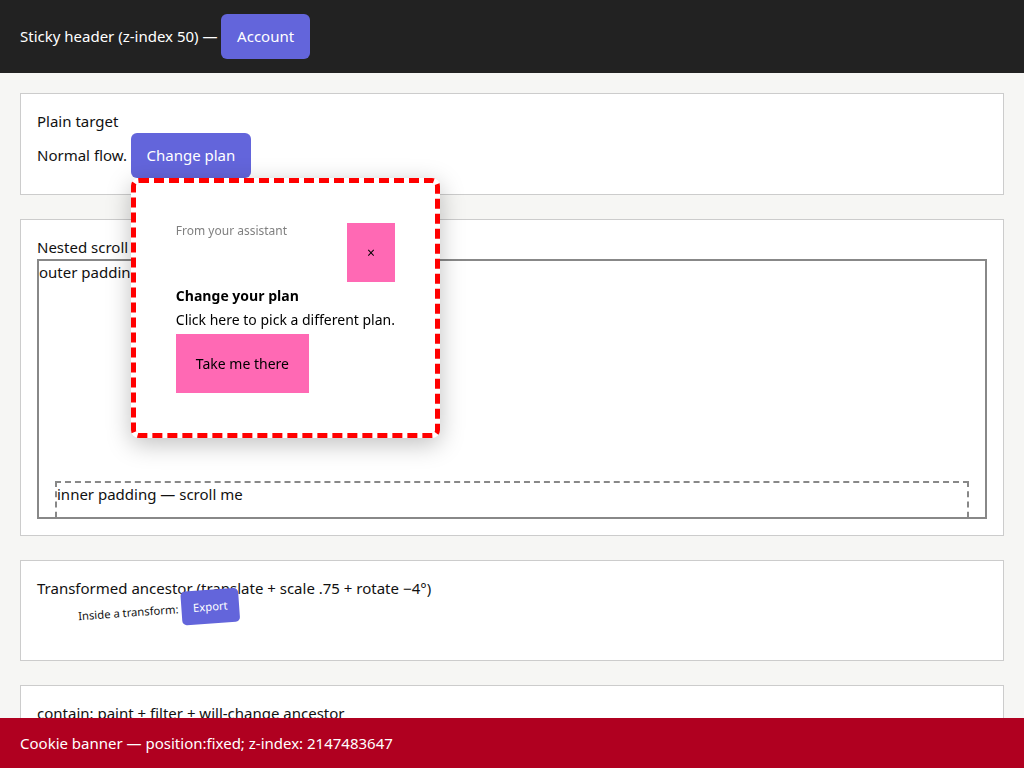 Sticky header (z-index 50) — Account
Plain target
Normal flow. Change plan
From your assistant
×
Change your plan
Click here to pick a different plan.
Take me there
Nested scroll
outer paddin
inner padding — scroll me
Transformed ancestor (translate + scale .75 + rotate −4°)
Inside a transform: Export
contain: paint + filter + will-change ancestor
Cookie banner — position:fixed; z-index: 2147483647